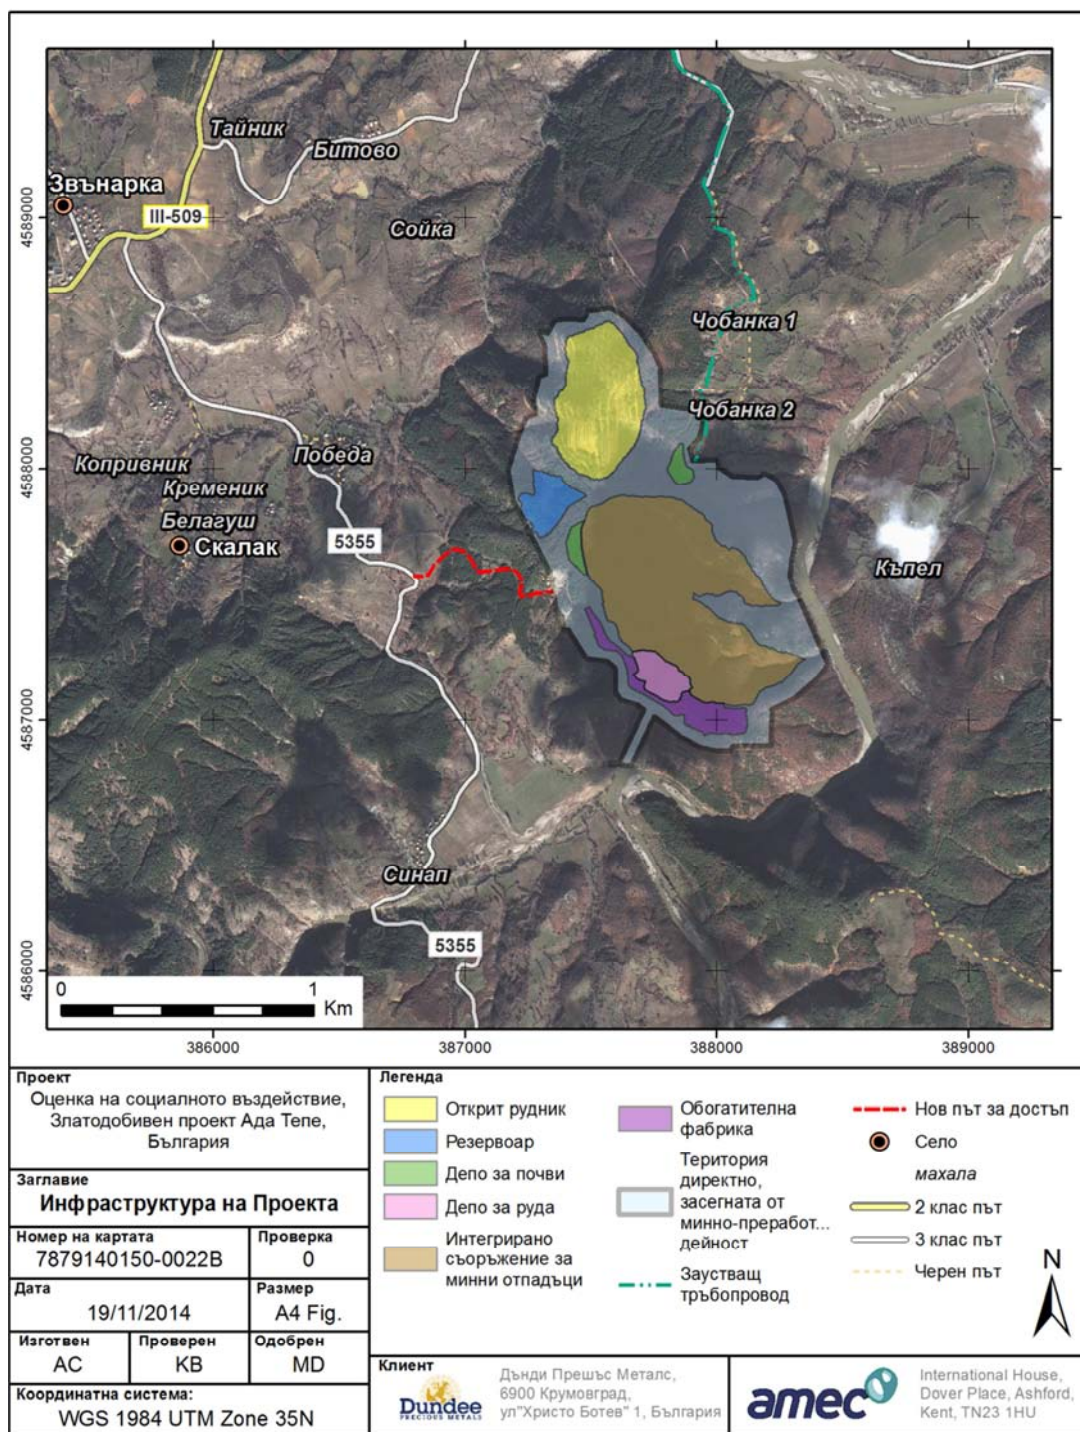 Тайник
Битово
Звънарка
III-509
Сойка
Чобанка 1
Чобанка 2
Победа
Копривник
Кременик
Белагуш
Скалак
5355
Къпел
Синап
5355
0 1
Km
4589000
4588000
4587000
4586000
386000 387000 388000 389000
Проект
Оценка на социалното въздействие,
Златодобивен проект Ада Тепе,
България
Заглавие
Инфраструктура на Проекта
Номер на картата
7879140150-0022B
Проверка
0
Дата
19/11/2014
Размер
A4 Fig.
Изготвен
AC
Проверен
KB
Одобрен
MD
Координатна система:
WGS 1984 UTM Zone 35N
Легенда
Открит рудник
Резервоар
Депо за почви
Депо за руда
Интегрирано
съоръжение за
минни отпадъци
Обогатителна
фабрика
Територия
директно,
засегната от
минно-преработ...
дейност
Заустващ
тръбопровод
Нов път за достъп
Село
махала
2 клас път
3 клас път
Черен път
N
Клиент
Dundee
PRECIOUS METALS
Дънди Прешъс Металс,
6900 Крумовград,
ул"Христо Ботев" 1, България
amec
International House,
Dover Place, Ashford,
Kent, TN23 1HU